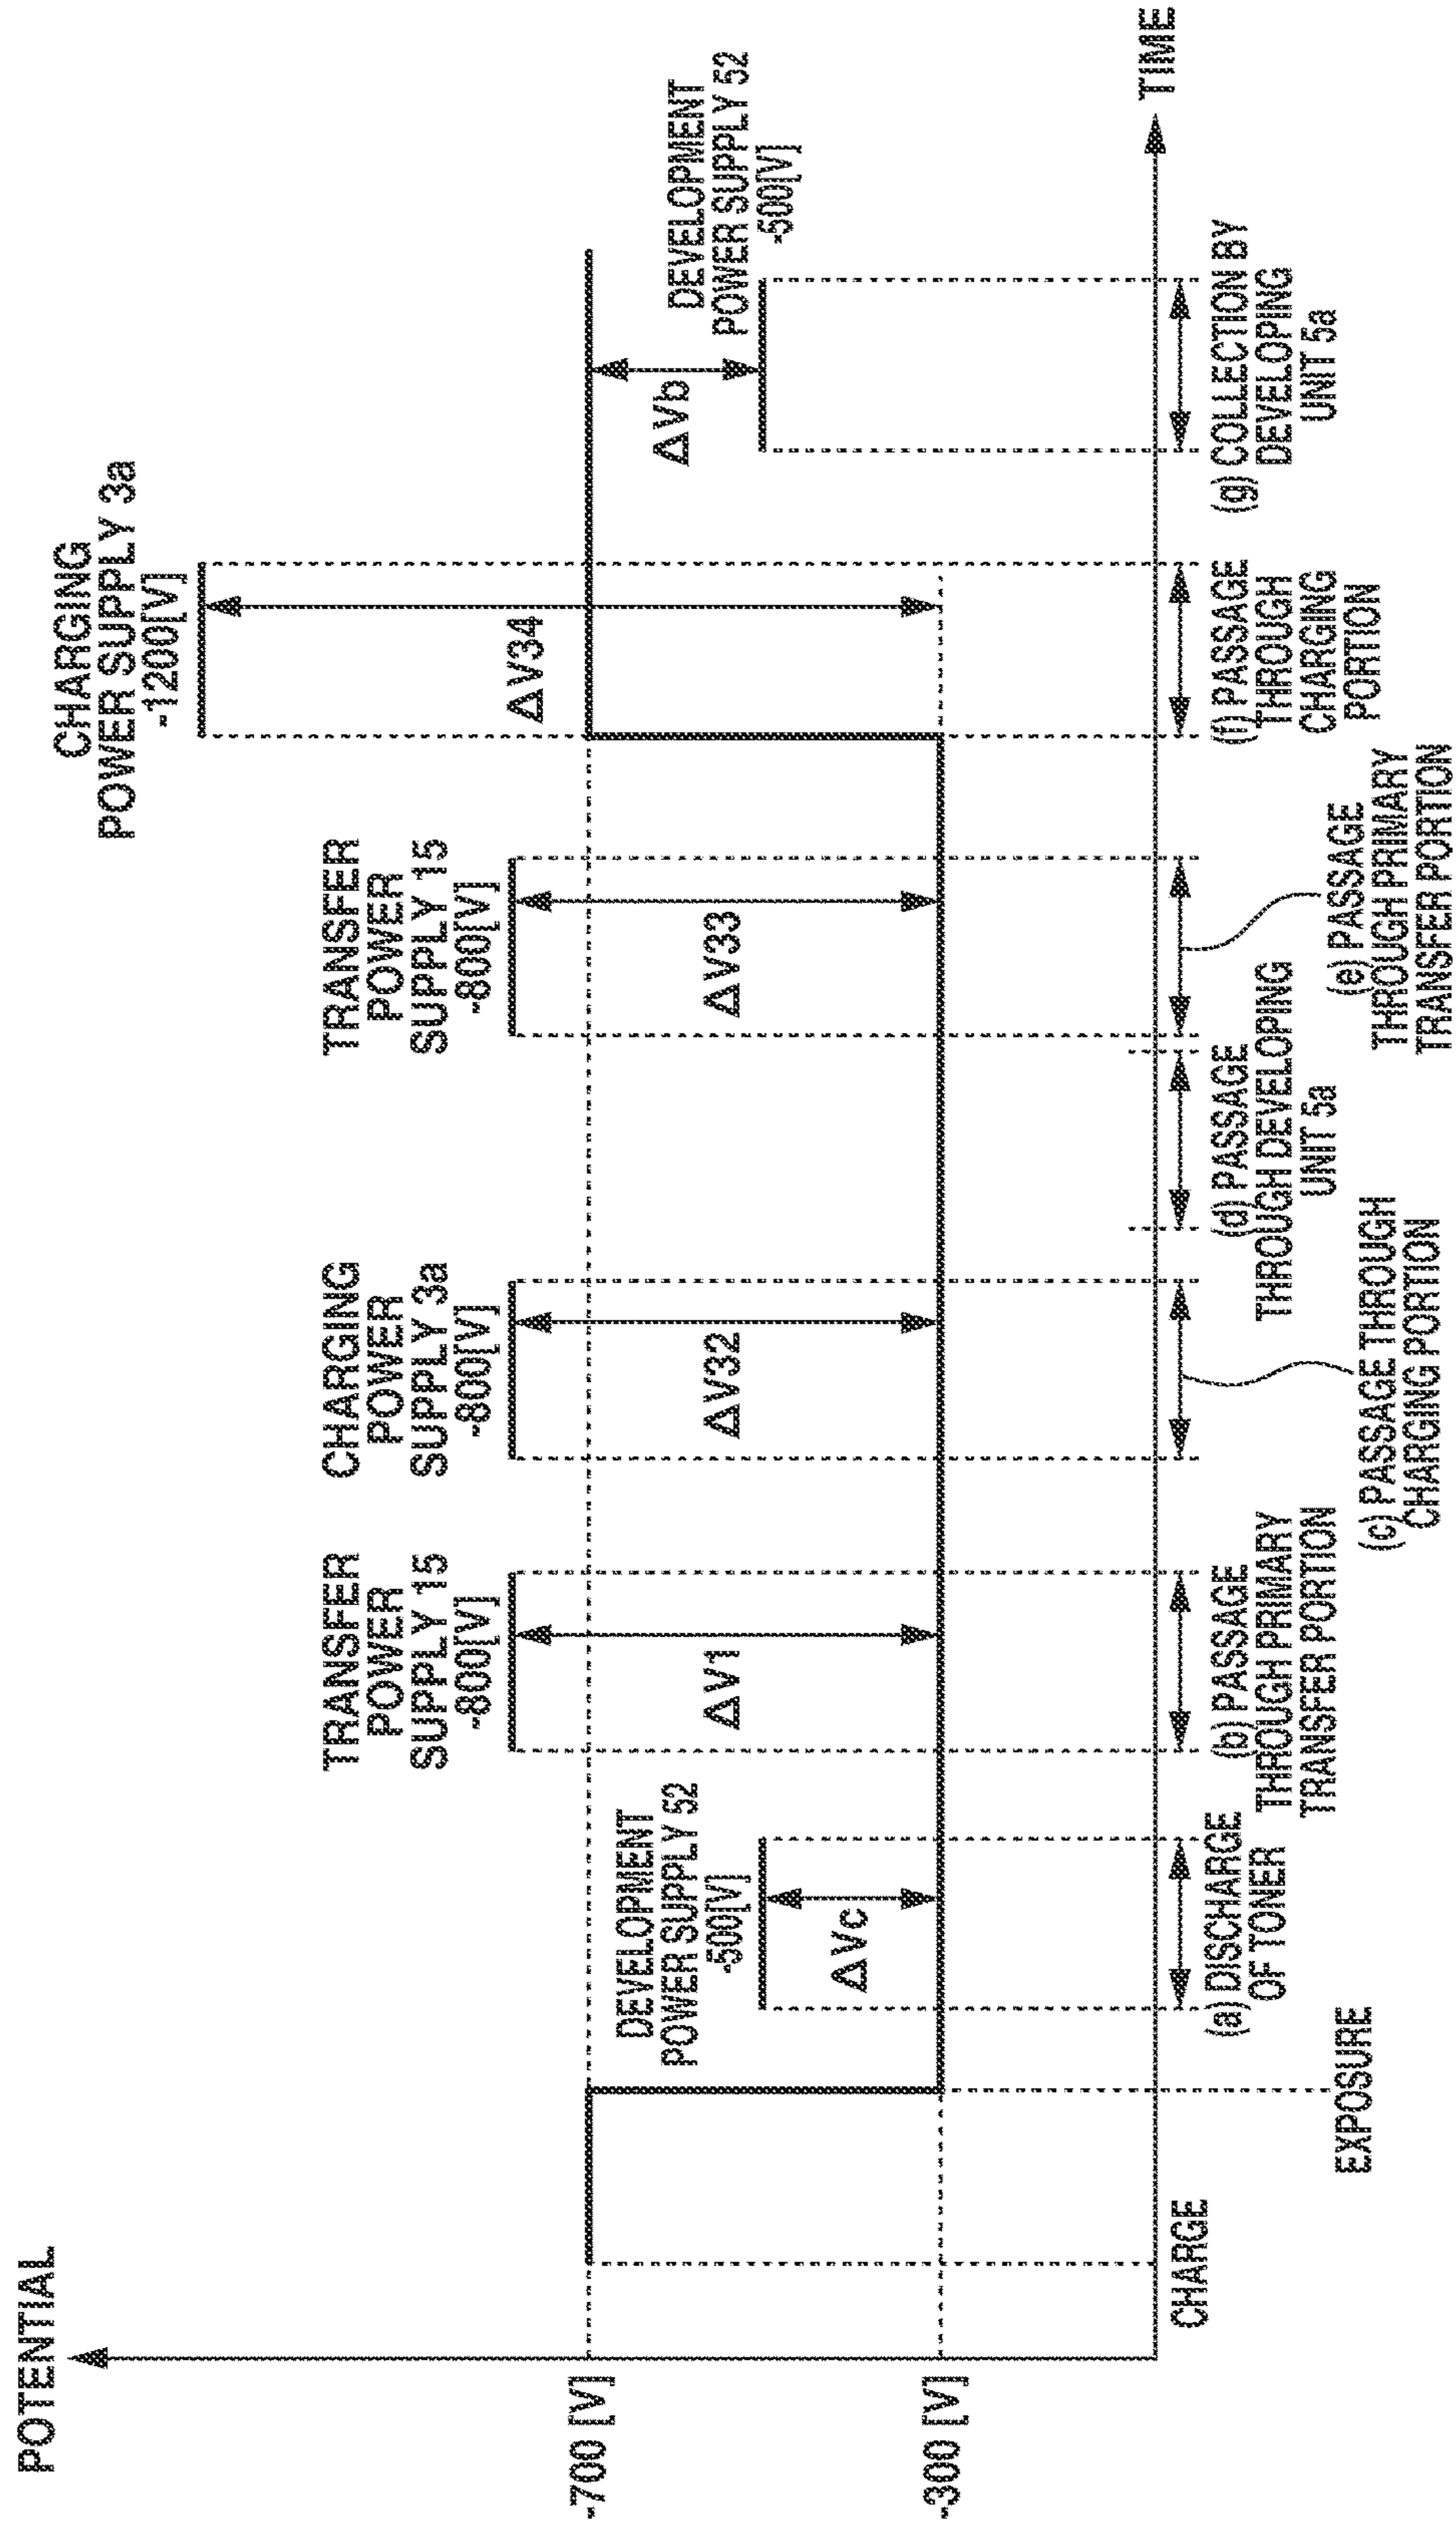 POTENTIAL
-700 [V]
-300 [V]
CHARGE
EXPOSURE
DEVELOPMENT
POWER SUPPLY 52
-500[V]
ΔVc
(a) DISCHARGE
OF TONER
TRANSFER
POWER
SUPPLY 15
-800[V]
ΔV1
(b) PASSAGE
THROUGH PRIMARY
TRANSFER PORTION
CHARGING
POWER
SUPPLY 3a
-800[V]
ΔV32
(c) PASSAGE THROUGH
CHARGING PORTION
(d) PASSAGE
THROUGH DEVELOPING
UNIT 5a
TRANSFER
POWER
SUPPLY 15
-800[V]
ΔV33
(e) PASSAGE
THROUGH PRIMARY
TRANSFER PORTION
CHARGING
POWER SUPPLY 3a
-1200[V]
ΔV34
(f) PASSAGE
THROUGH
CHARGING
PORTION
DEVELOPMENT
POWER SUPPLY 52
-500[V]
ΔVb
(g) COLLECTION BY
DEVELOPING
UNIT 5a
TIME